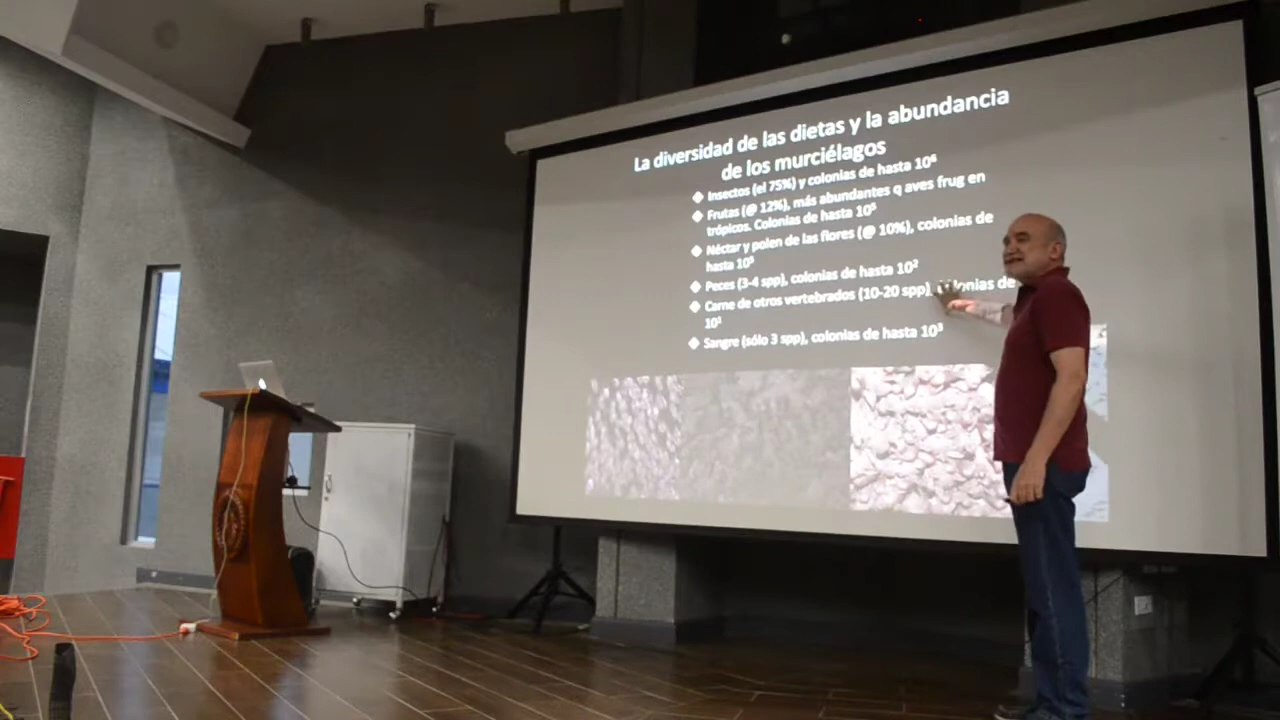 La diversidad de las dietas y la abundancia
de los murciélagos
❖ Insectos (el 75%) y colonias de hasta 10⁶
❖ Frutas (@ 12%), más abundantes q aves frug en
trópicos. Colonias de hasta 10⁵
❖ Néctar y polen de las flores (@ 10%), colonias de
hasta 10³
❖ Peces (3-4 spp), colonias de hasta 10²
❖ Carne de otros vertebrados (10-20 spp), colonias de
10¹
❖ Sangre (sólo 3 spp), colonias de hasta 10³